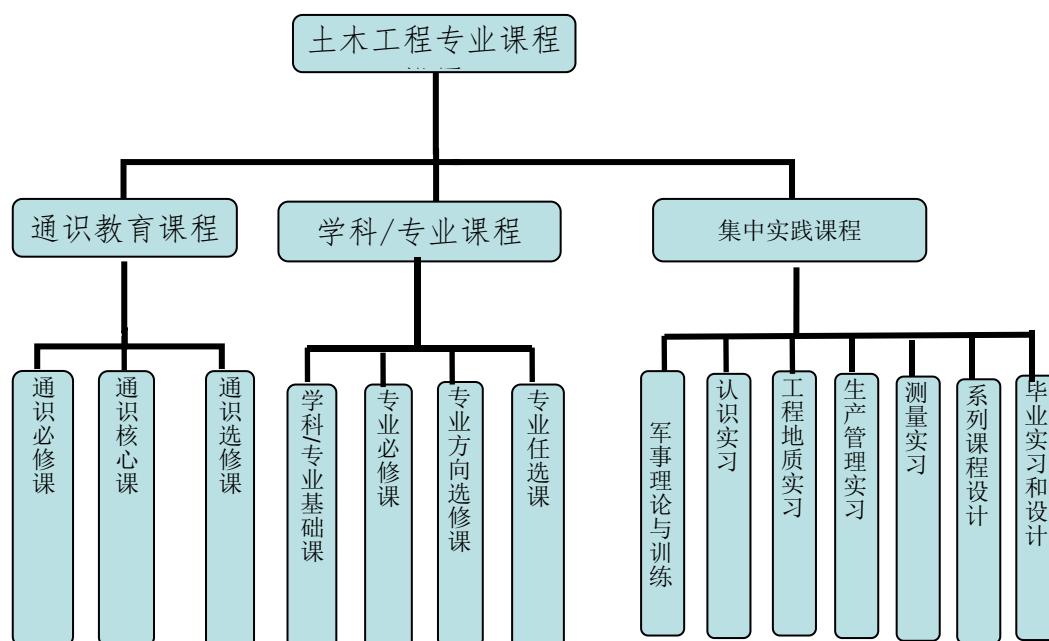 土木工程专业课程
通识教育课程
学科/专业课程
集中实践课程
通识必修课
通识核心课
通识选修课
学科/专业基础课
专业必修课
专业方向选修课
专业任选课
军事理论与训练
认识实习
工程地质实习
生产管理实习
测量实习
系列课程设计
毕业实习和设计